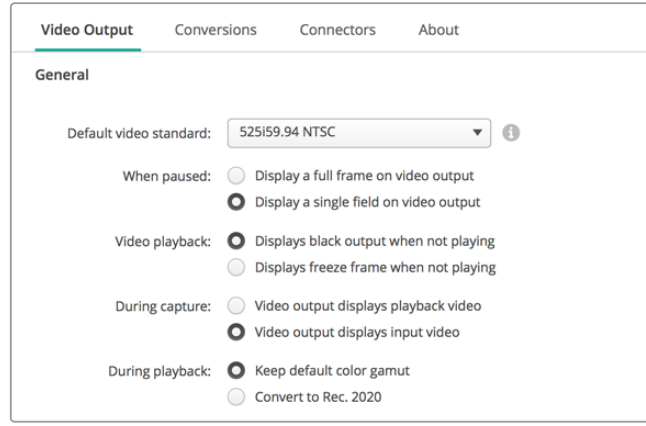 Video Output Conversions Connectors About
General
Default video standard: 525i59.94 NTSC
When paused: Display a full frame on video output
Display a single field on video output
Video playback: Displays black output when not playing
Displays freeze frame when not playing
During capture: Video output displays playback video
Video output displays input video
During playback: Keep default color gamut
Convert to Rec. 2020